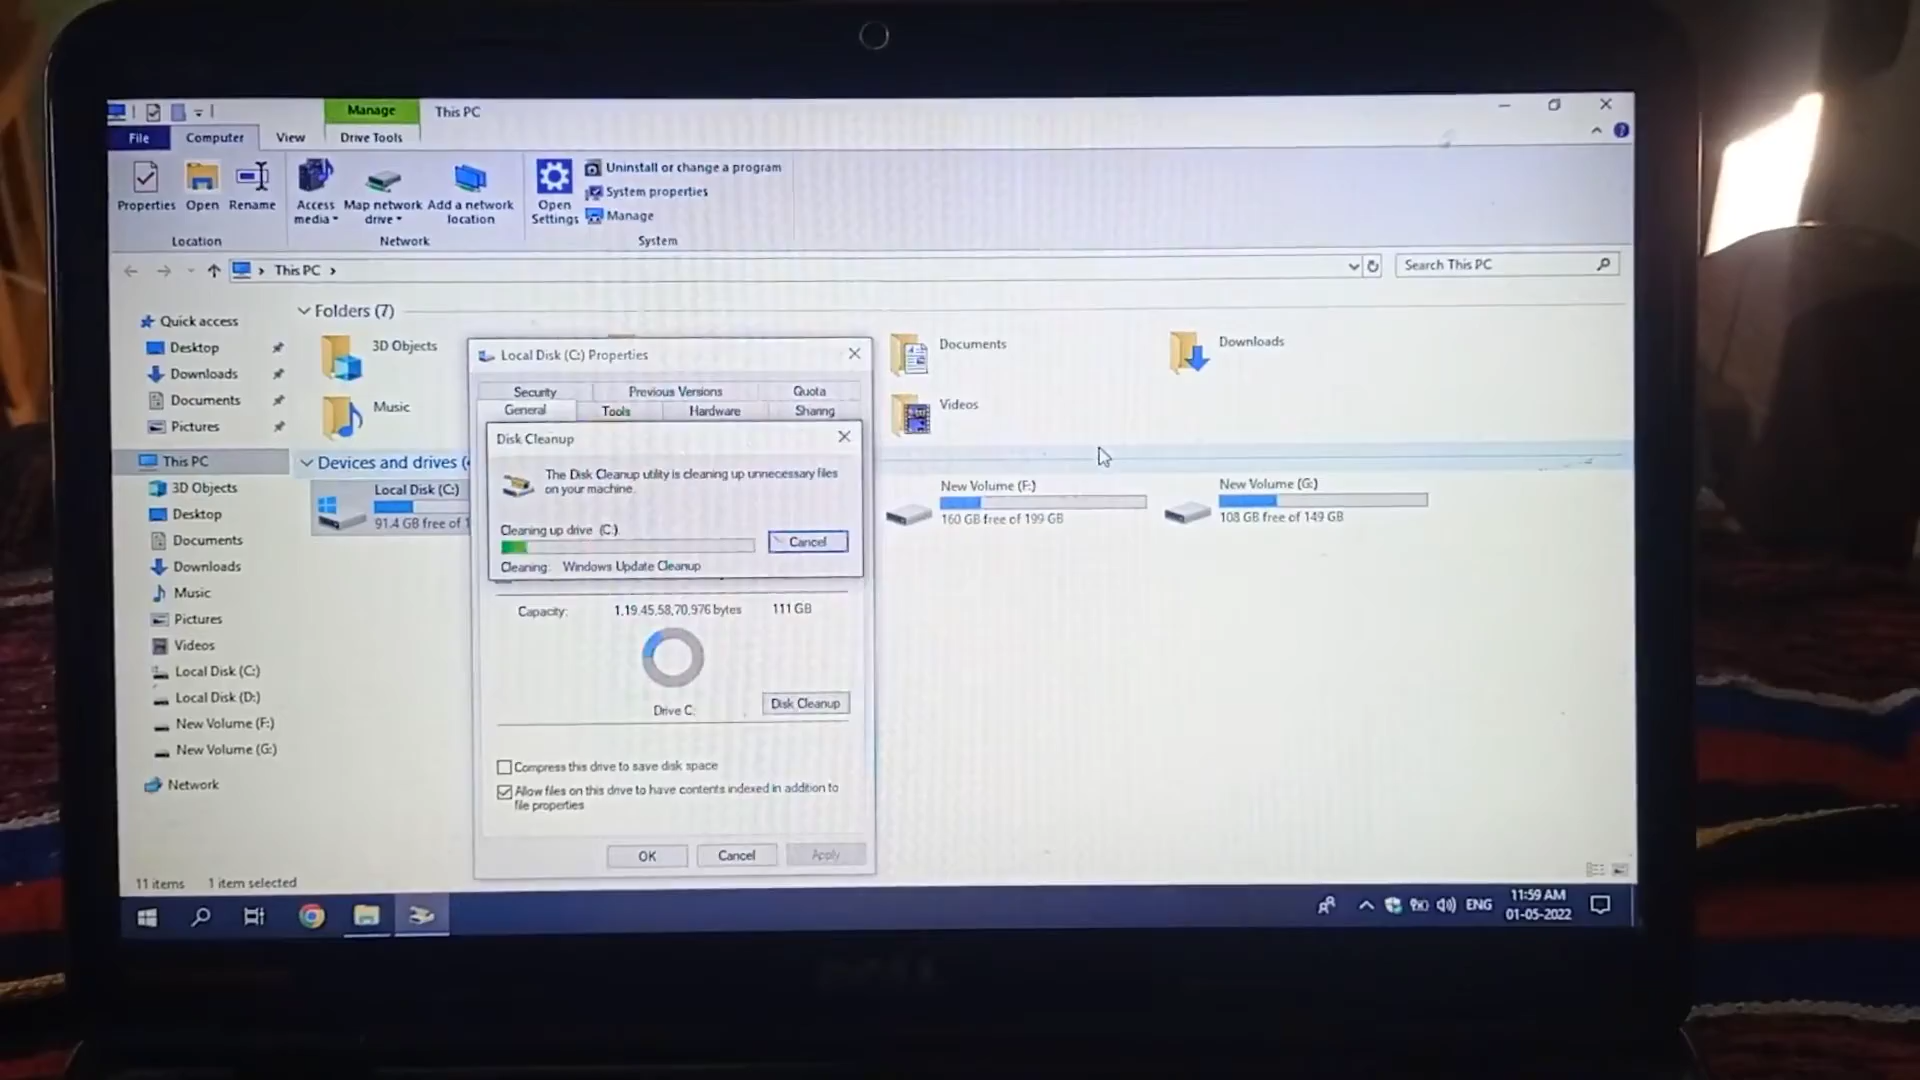 Manage This PC
File Computer View Drive Tools
Properties Open Rename Access media Map network drive Add a network location Open Settings
Uninstall or change a program
System properties
Manage
Location Network System
This PC
Search This PC
Quick access
Desktop
Downloads
Documents
Pictures
This PC
3D Objects
Desktop
Documents
Downloads
Music
Pictures
Videos
Local Disk (C:)
Local Disk (D:)
New Volume (F:)
New Volume (G:)
Network
Folders (7)
3D Objects
Documents
Downloads
Music
Videos
Devices and drives
Local Disk (C:)
91.4 GB free of
New Volume (F:)
160 GB free of 199 GB
New Volume (G:)
108 GB free of 149 GB
Local Disk (C:) Properties
Security Previous Versions Quota
General Tools Hardware Sharing
Disk Cleanup
The Disk Cleanup utility is cleaning up unnecessary files
on your machine.
Cleaning up drive (C:)
Cancel
Cleaning: Windows Update Cleanup
Capacity: 1,19,45,58,70,976 bytes 111 GB
Drive C:
Disk Cleanup
Compress this drive to save disk space
Allow files on this drive to have contents indexed in addition to
file properties
OK Cancel Apply
11 items 1 item selected
ENG
11:59 AM
01-05-2022